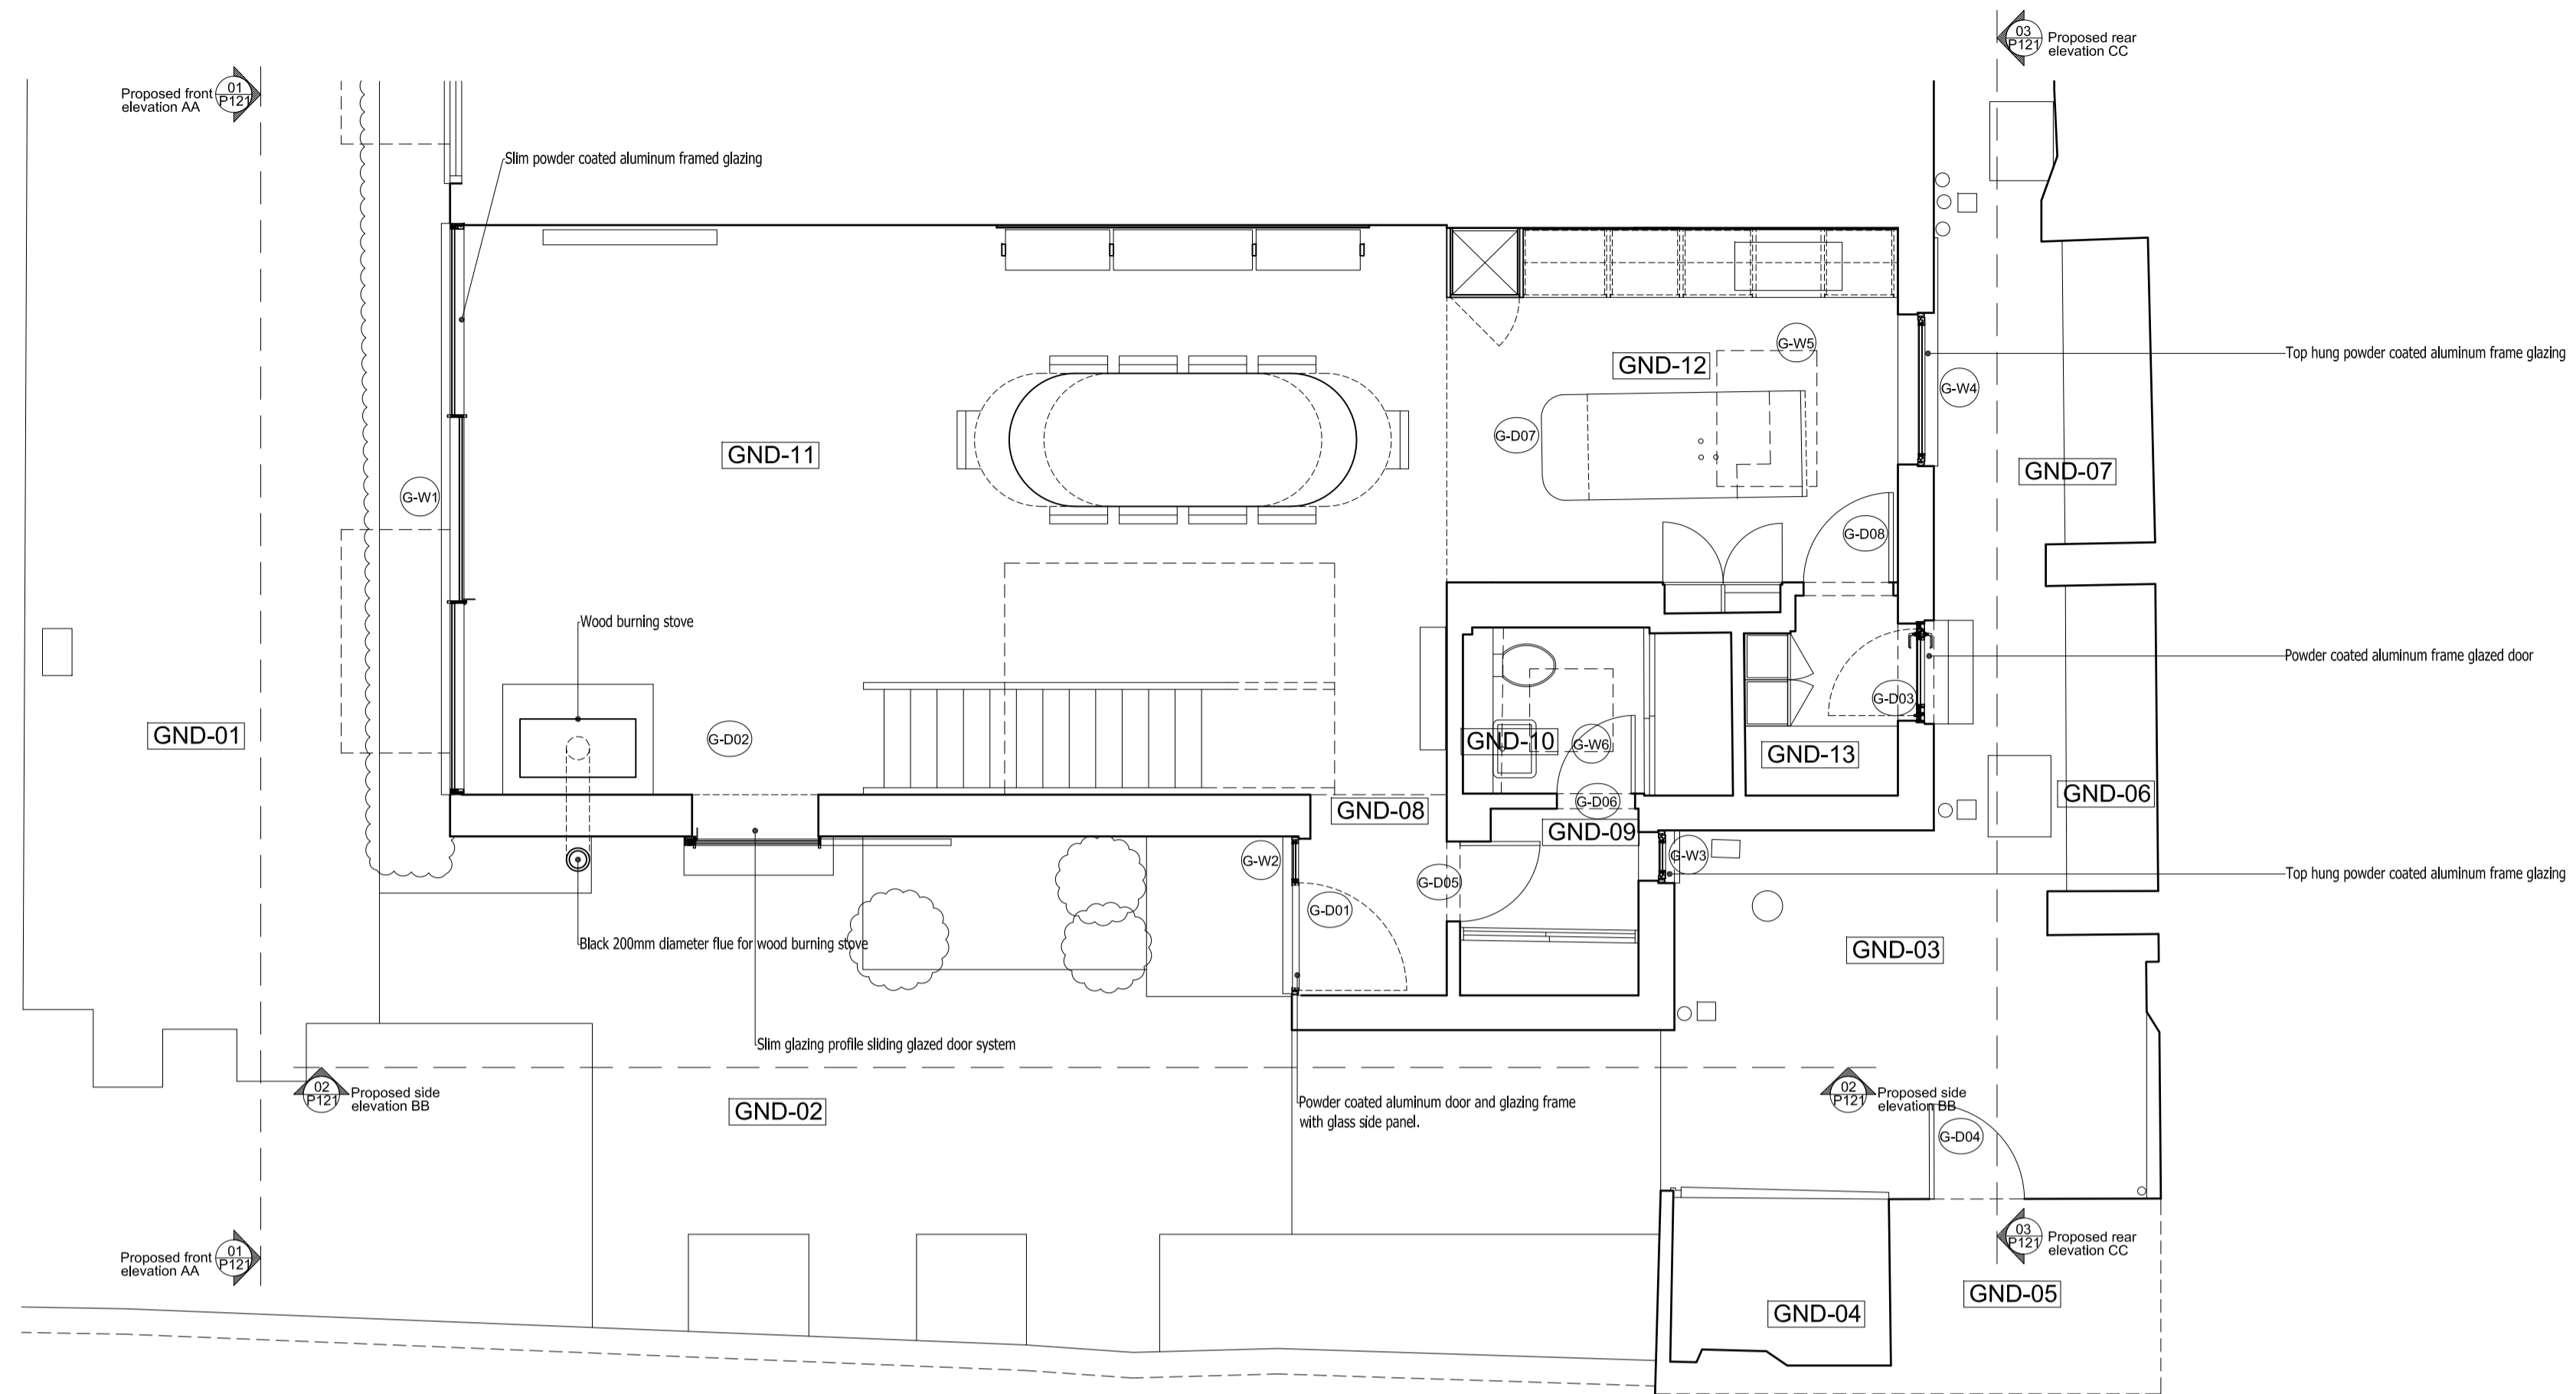 03
P121
Proposed rear
elevation CC
01
P121
Proposed front
elevation AA
Slim powder coated aluminum framed glazing
G-W5
GND-12
Top hung powder coated aluminum frame glazing
G-W4
G-D07
GND-11
GND-07
G-W1
G-D08
Wood burning stove
Powder coated aluminum frame glazed door
G-D03
GND-01
G-D02
GND-10
G-W6
GND-13
GND-06
G-D06
GND-08
GND-09
G-W2
G-W3
Top hung powder coated aluminum frame glazing
G-D05
G-D01
Black 200mm diameter flue for wood burning stove
GND-03
Slim glazing profile sliding glazed door system
02
P121
Proposed side
elevation BB
02
P121
Proposed side
elevation BB
GND-02
Powder coated aluminum door and glazing frame
with glass side panel.
G-D04
01
P121
Proposed front
elevation AA
03
P121
Proposed rear
elevation CC
GND-05
GND-04